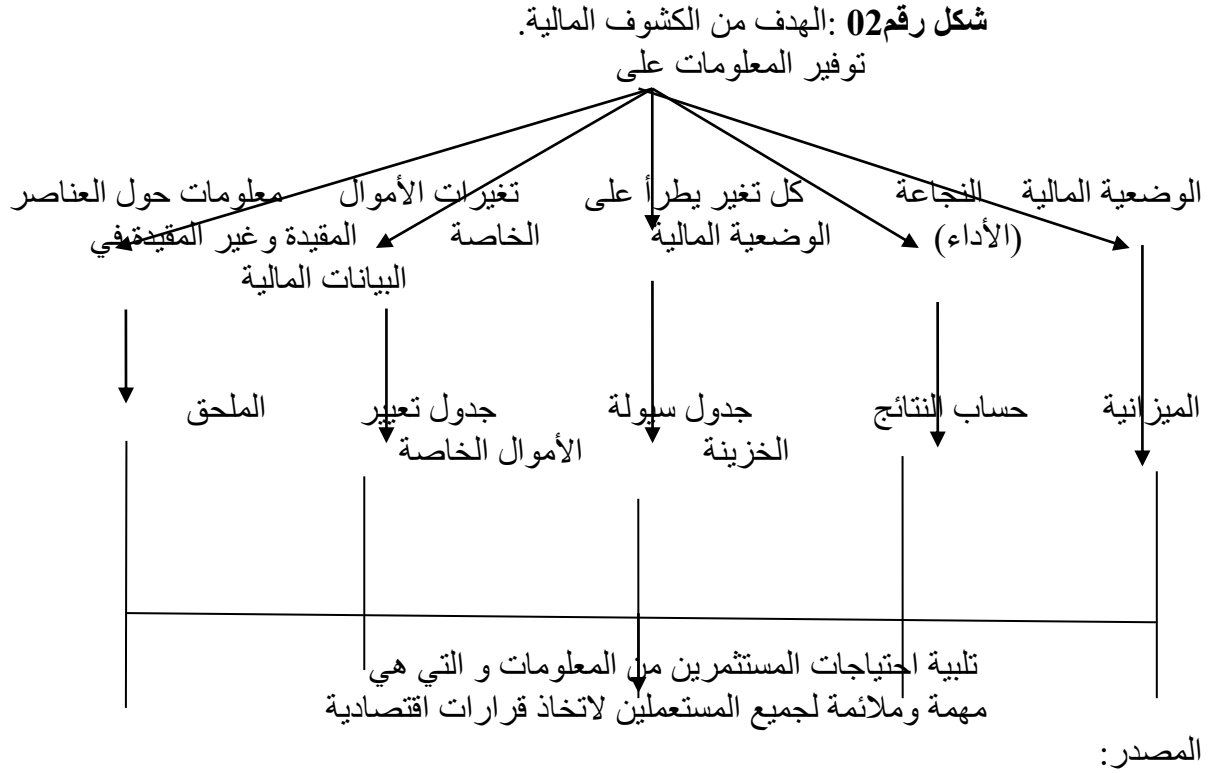 شكل رقم02 :الهدف من الكشوف المالية.
توفير المعلومات على
الوضعية المالية النجاعة كل تغير يطرأ على تغيرات الأموال معلومات حول العناصر
(الأداء) الوضعية المالية الخاصة المقيدة وغير المقيدة في
البيانات المالية
الميزانية حساب النتائج جدول سيولة جدول تعيير الملحق
الخزينة الأموال الخاصة
تلبية احتياجات المستثمرين من المعلومات و التي هي
مهمة وملائمة لجميع المستعملين لاتخاذ قرارات اقتصادية
المصدر: